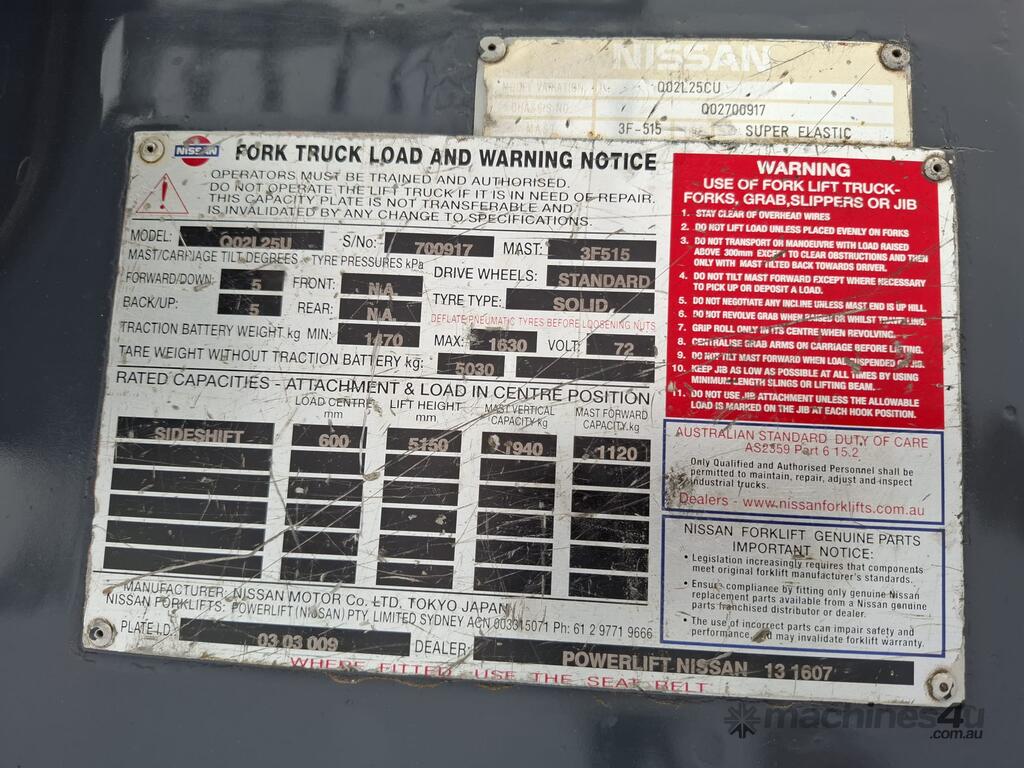 NISSAN
MODEL VARIATION Q02L25CU
CHASSIS NO. Q02700917
3F-515 SUPER ELASTIC
NISSAN
FORK TRUCK LOAD AND WARNING NOTICE
OPERATORS MUST BE TRAINED AND AUTHORISED.
DO NOT OPERATE THE LIFT TRUCK IF IT IS IN NEED OF REPAIR.
THIS CAPACITY PLATE IS NOT TRANSFERABLE AND
IS INVALIDATED BY ANY CHANGE TO SPECIFICATIONS.
MODEL: Q02L25U S/No: 700917 MAST: 3F515
MAST/CARRIAGE TILT DEGREES - TYRE PRESSURES kPa
FORWARD/DOWN: 5 FRONT: N.A. DRIVE WHEELS: STANDARD
BACK/UP: 5 REAR: N.A. TYRE TYPE: SOLID
DEFLATE PNEUMATIC TYRES BEFORE LOOSENING NUTS
TRACTION BATTERY WEIGHT kg MIN: 1470 MAX: 1630 VOLT: 72
TARE WEIGHT WITHOUT TRACTION BATTERY kg: 5030
RATED CAPACITIES - ATTACHMENT & LOAD IN CENTRE POSITION
LOAD CENTRE mm LIFT HEIGHT mm MAST VERTICAL CAPACITY kg MAST FORWARD CAPACITY kg
SIDESHIFT 600 5150 1940 1120
MANUFACTURER: NISSAN MOTOR Co. LTD. TOKYO JAPAN
NISSAN FORKLIFTS: POWERLIFT (NISSAN) PTY, LIMITED SYDNEY ACN 003315071 Ph: 61 2 9771 9666
PLATE I.D.: 03 03 009 DEALER: POWERLIFT NISSAN 13 1607
WHERE FITTED, USE THE SEAT BELT
WARNING
USE OF FORK LIFT TRUCK-
FORKS, GRAB, SLIPPERS OR JIB
1. STAY CLEAR OF OVERHEAD WIRES
2. DO NOT LIFT LOAD UNLESS PLACED EVENLY ON FORKS
3. DO NOT TRANSPORT OR MANOEUVRE WITH LOAD RAISED
ABOVE 300mm EXCEPT TO CLEAR OBSTRUCTIONS AND THEN
ONLY WITH MAST TILTED BACK TOWARDS DRIVER.
4. DO NOT TILT MAST FORWARD EXCEPT WHERE NECESSARY
TO PICK UP OR DEPOSIT A LOAD.
5. DO NOT NEGOTIATE ANY INCLINE UNLESS MAST END IS UP HILL.
6. DO NOT REVOLVE GRAB WHEN RAISED OR WHILST TRAVELING.
7. GRIP ROLL ONLY IN ITS CENTRE WHEN REVOLVING.
8. CENTRALISE GRAB ARMS ON CARRIAGE BEFORE LIFTING.
9. DO NOT TILT MAST FORWARD WHEN LOAD SUSPENDED ON JIB.
10. KEEP JIB AS LOW AS POSSIBLE AT ALL TIMES BY USING
MINIMUM LENGTH SLINGS OR LIFTING BEAM.
11. DO NOT USE JIB ATTACHMENT UNLESS THE ALLOWABLE
LOAD IS MARKED ON THE JIB AT EACH HOOK POSITION.
AUSTRALIAN STANDARD DUTY OF CARE
AS2359 Part 6 15.2
Only Qualified and Authorised Personnel shall be
permitted to maintain, repair, adjust and inspect
industrial trucks.
Dealers - www.nissanforklifts.com.au
NISSAN FORKLIFT GENUINE PARTS
IMPORTANT NOTICE:
• Legislation increasingly requires that components
meet original forklift manufacturer's standards.
• Ensure compliance by fitting only genuine Nissan
replacement parts available from a Nissan genuine
parts franchised distributor or dealer.
• The use of incorrect parts can impair safety and
performance and may invalidate forklift warranty.
machines4u
.com.au